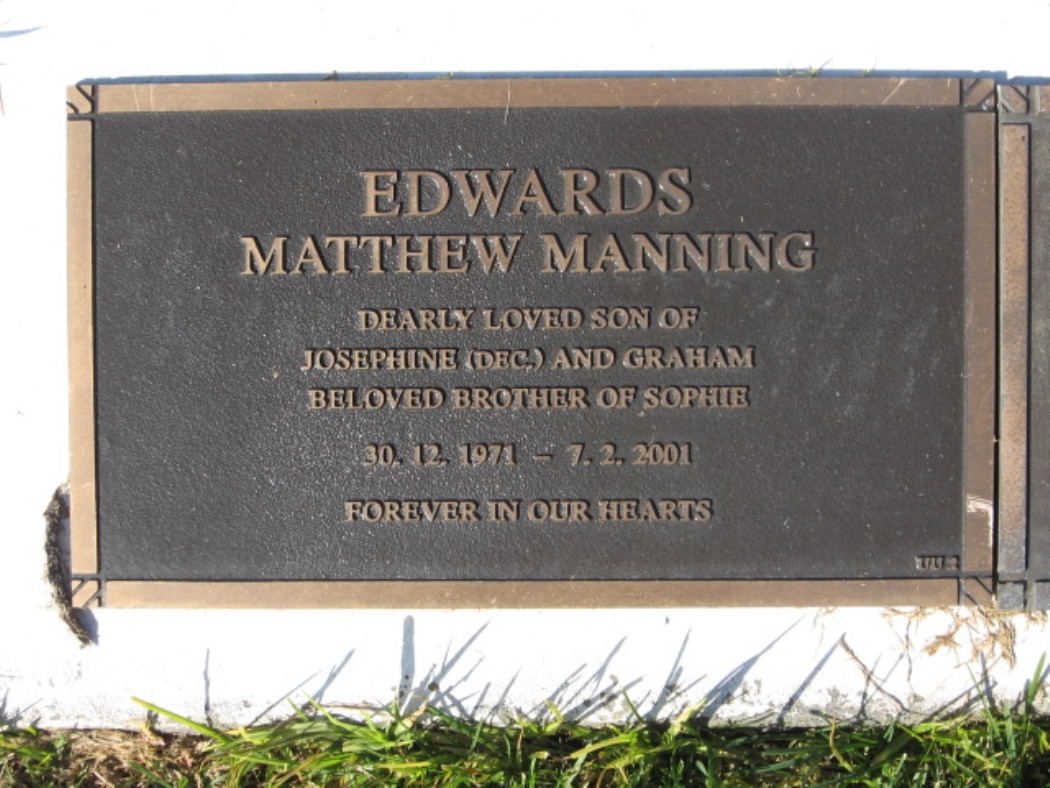 EDWARDS
MATTHEW MANNING
DEARLY LOVED SON OF
JOSEPHINE (DEC.) AND GRAHAM
BELOVED BROTHER OF SOPHIE
30. 12. 1971 – 7. 2. 2001
FOREVER IN OUR HEARTS